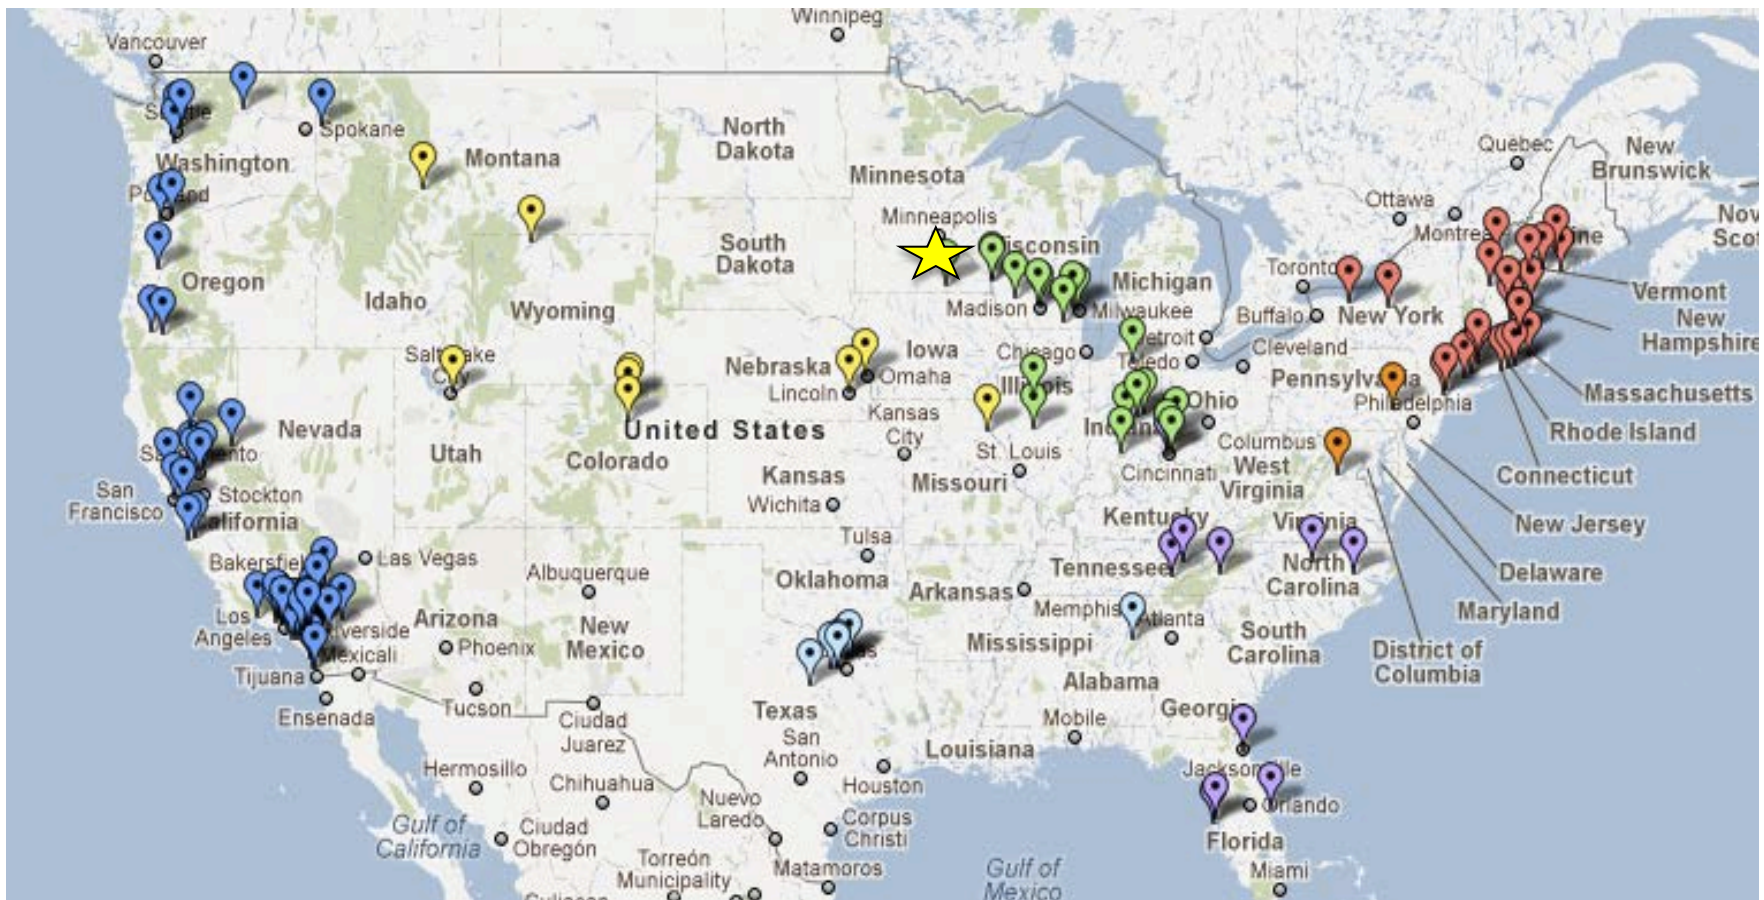 Winnipeg
Vancouver
Spokane
Washington
Montana
North
Dakota
Minnesota
Quebec
New
Brunswick
Ottawa
Minneapolis
South
Dakota
Oregon
Idaho
Wyoming
Michigan
Toronto
Vermont
Madison
Milwaukee
Buffalo
New York
New
Hampshire
Nebraska
Iowa
Chicago
Toledo
Cleveland
Lincoln
Omaha
Massachusetts
Philadelphia
Kansas
City
Ohio
Nevada
United States
Rhode Island
Utah
Colorado
Kansas
St. Louis
Missouri
Cincinnati
Columbus
West
Virginia
Connecticut
San
Francisco
Stockton
Wichita
Kentucky
Virginia
New Jersey
Tulsa
Las Vegas
Albuquerque
Oklahoma
Arkansas
Tennessee
North
Carolina
Delaware
Los
Angeles
Arizona
New
Mexico
Memphis
Atlanta
Maryland
Phoenix
Mississippi
South
Carolina
District of
Columbia
Mexicali
Tijuana
Alabama
Ensenada
Tucson
Ciudad
Juarez
Texas
San
Antonio
Mobile
Louisiana
Hermosillo
Chihuahua
Houston
Jacksonville
Orlando
Gulf of
California
Ciudad
Obregón
Nuevo
Laredo
Corpus
Christi
Florida
Torreón
Municipality
Matamoros
Gulf of
Mexico
Miami